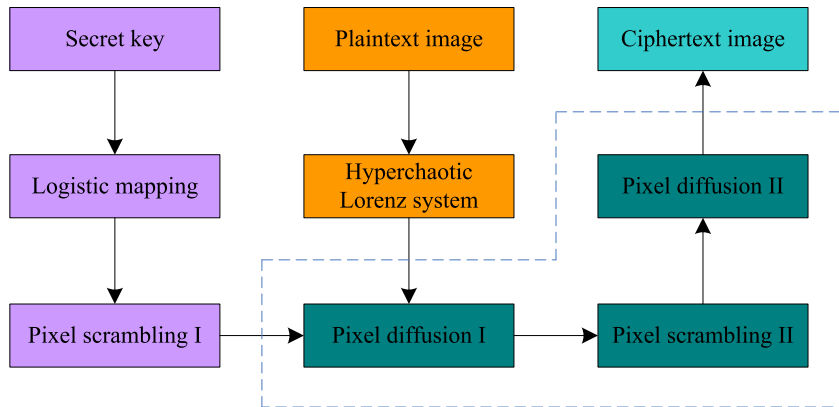 Secret key
Plaintext image
Ciphertext image
Logistic mapping
Hyperchaotic
Lorenz system
Pixel diffusion II
Pixel scrambling I
Pixel diffusion I
Pixel scrambling II